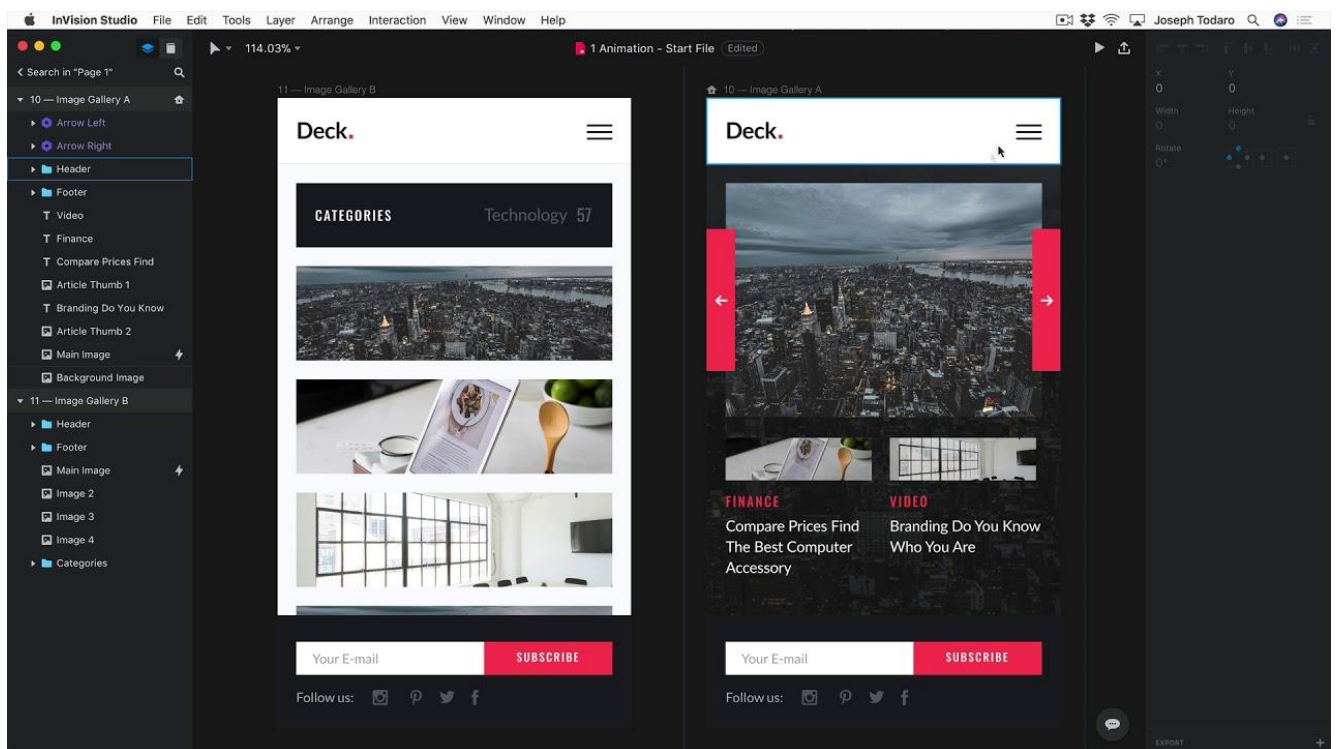 InVision Studio File Edit Tools Layer Arrange Interaction View Window Help Joseph Todaro
114.03% 1 Animation - Start File Edited
Search in "Page 1"
10 — Image Gallery A
Arrow Left
Arrow Right
Header
Footer
Video
Finance
Compare Prices Find
Article Thumb 1
Branding Do You Know
Article Thumb 2
Main Image
Background Image
11 — Image Gallery B
Header
Footer
Main Image
Image 2
Image 3
Image 4
Categories
11 — Image Gallery B
Deck.
CATEGORIES Technology 57
Your E-mail SUBSCRIBE
Follow us:
10 — Image Gallery A
Deck.
FINANCE
Compare Prices Find
The Best Computer
Accessory
VIDEO
Branding Do You Know
Who You Are
Your E-mail SUBSCRIBE
Follow us:
X Y
0 0
Width Height
0 0
Rotate
0°
EXPORT